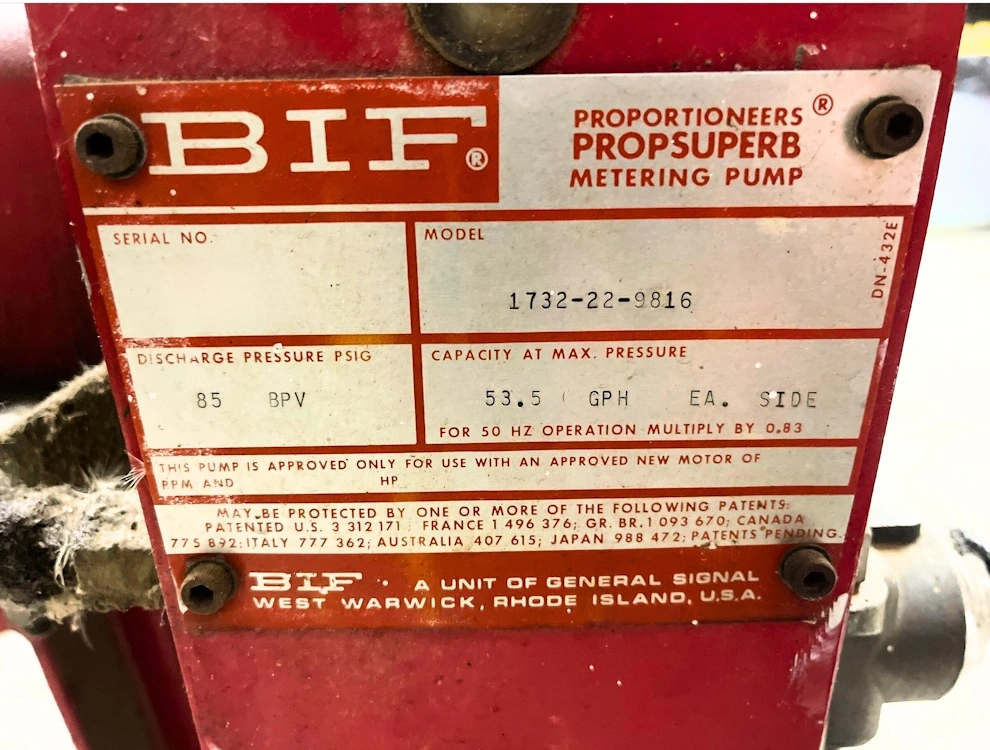 BIF®
PROPORTIONEERS®
PROPSUPERB
METERING PUMP
DN-432E
SERIAL NO.
MODEL
1732-22-9816
DISCHARGE PRESSURE PSIG
85 BPV
CAPACITY AT MAX. PRESSURE
53.5 GPH EA. SIDE
FOR 50 HZ OPERATION MULTIPLY BY 0.83
THIS PUMP IS APPROVED ONLY FOR USE WITH AN APPROVED NEW MOTOR OF
RPM AND HP
MAY BE PROTECTED BY ONE OR MORE OF THE FOLLOWING PATENTS:
PATENTED U.S. 3 312 171 FRANCE 1 496 376; GR. BR. 1 093 670; CANADA
775 892; ITALY 777 362; AUSTRALIA 407 615; JAPAN 988 472; PATENTS PENDING.
BIF · A UNIT OF GENERAL SIGNAL
WEST WARWICK, RHODE ISLAND, U.S.A.